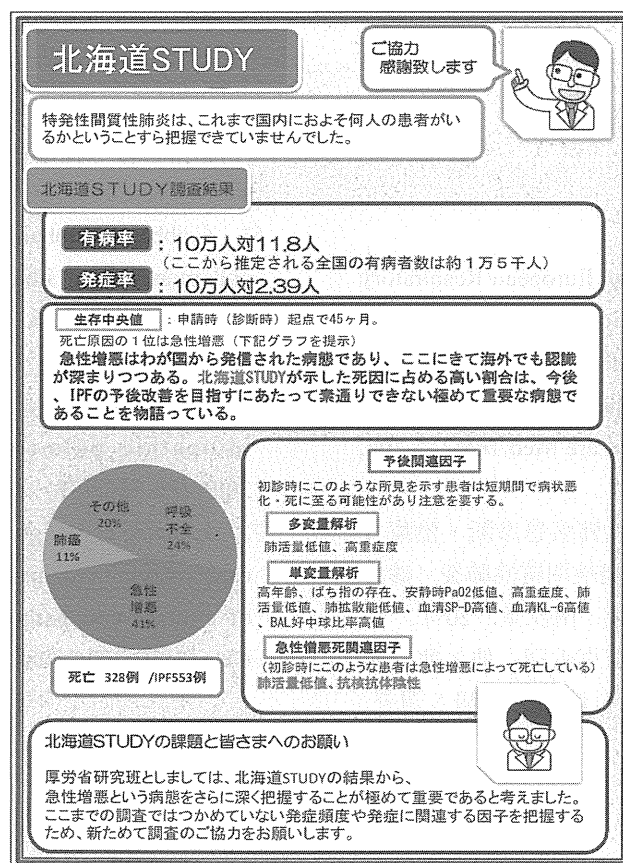 北海道STUDY
ご協力
感謝致します
特発性間質性肺炎は、これまで国内におよそ何人の患者がい
るかということすら把握できていませんでした。
北海道STUDY調査結果
有病率 ：10万人対11.8人
（ここから推定される全国の有病者数は約1万5千人）
発症率 ：10万人対2.39人
生存中央値 ：申請時（診断時）起点で45ヶ月。
死亡原因の１位は急性増悪（下記グラフを提示）
急性増悪はわが国から発信された病態であり、ここにきて海外でも認識
が深まりつつある。北海道STUDYが示した死因に占める高い割合は、今後
、IPFの予後改善を目指すにあたって素通りできない極めて重要な病態で
あることを物語っている。
その他
20%
呼吸
不全
24%
肺癌
11%
急性
増悪
41%
死亡 328例 /IPF553例
予後関連因子
初診時にこのような所見を示す患者は短期間で病状悪
化・死に至る可能性があり注意を要する。
多変量解析
肺活量低値、高重症度
単変量解析
高年齢、ばち指の存在、安静時PaO2低値、高重症度、肺
活量低値、肺拡散能低値、血清SP-D高値、血清KL-6高値
、BAL好中球比率高値
急性憎悪死関連因子
（初診時にこのような患者は急性増悪によって死亡している）
肺活量低値、抗核抗体陰性
北海道STUDYの課題と皆さまへのお願い
厚労省研究班としましては、北海道STUDYの結果から、
急性増悪という病態をさらに深く把握することが極めて重要であると考えました。
ここまでの調査ではつかめていない発症頻度や発症に関連する因子を把握する
ため、新ためて調査のご協力をお願いします。